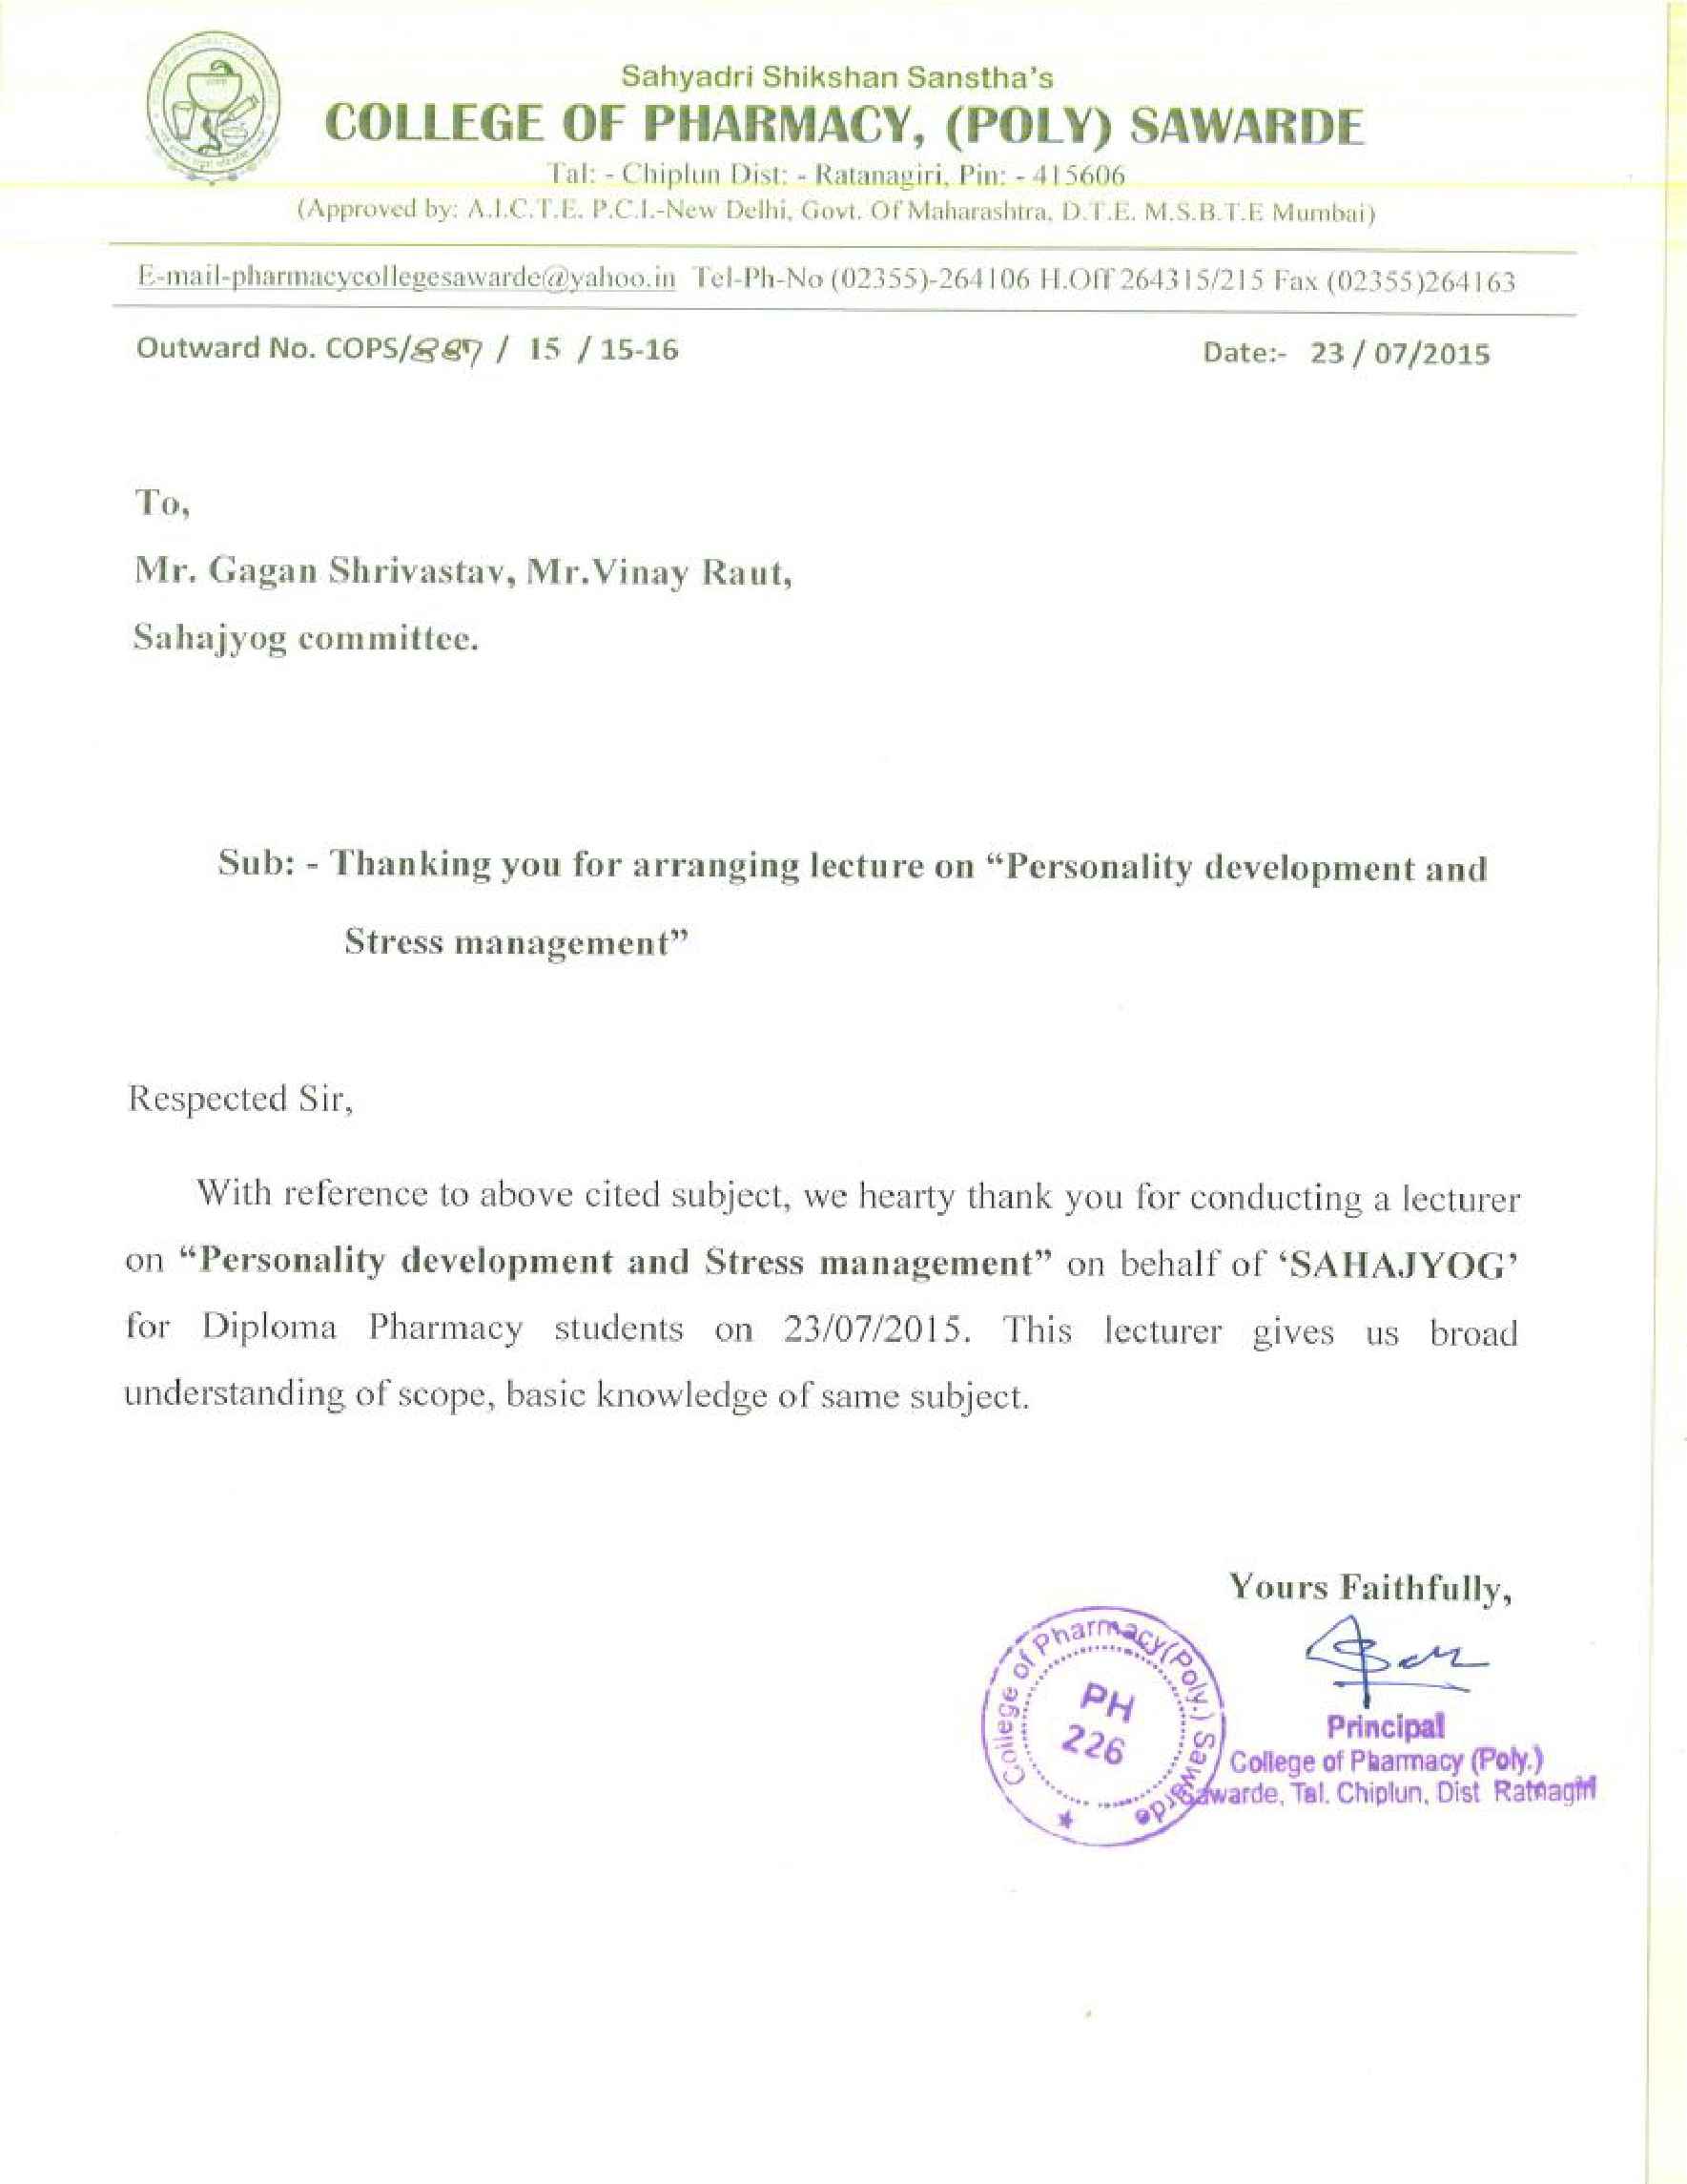 Sahyadri Shikshan Sanstha's
COLLEGE OF PHARMACY, (POLY) SAWARDE
Tal: - Chiplun Dist: - Ratanagiri, Pin: - 415606
(Approved by: A.I.C.T.E. P.C.I.-New Delhi, Govt. Of Maharashtra, D.T.E. M.S.B.T.E Mumbai)
E-mail-pharmacycollegesawarde@yahoo.in Tel-Ph-No (02355)-264106 H.Off 264315/215 Fax (02355)264163
Outward No. COPS/887 / 15 / 15-16 Date:- 23 / 07/2015
To,
Mr. Gagan Shrivastav, Mr.Vinay Raut,
Sahajyog committee.
Sub: - Thanking you for arranging lecture on “Personality development and
Stress management”
Respected Sir,
With reference to above cited subject, we hearty thank you for conducting a lecturer
on “Personality development and Stress management” on behalf of ‘SAHAJYOG’
for Diploma Pharmacy students on 23/07/2015. This lecturer gives us broad
understanding of scope, basic knowledge of same subject.
Yours Faithfully,
College of Pharmacy(Poly.) Sawarde
PH
226
Principal
College of Pharmacy (Poly.)
Sawarde, Tal. Chiplun, Dist Ratnagiri